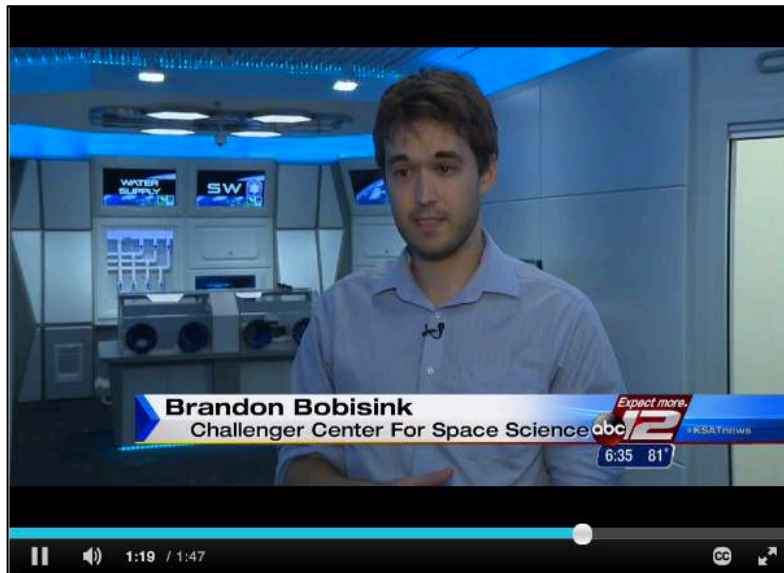 WATER
SUPPLY
SW
Brandon Bobisink
Challenger Center For Space Science
Expect more.
abc 12
#KSATnews
6:35 81°
1:19 / 1:47
CC